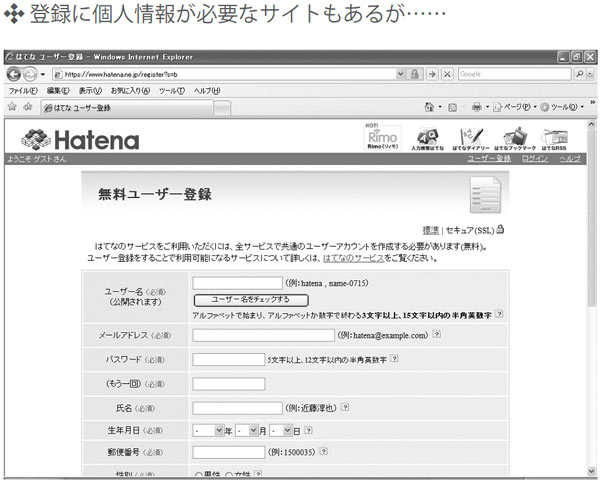 登録に個人情報が必要なサイトもあるが……
はてな ユーザー登録 - Windows Internet Explorer
https://www.hatena.ne.jp/register?s=b
Google
ファイル(F) 編集(E) 表示(V) お気に入り(A) ツール(T) ヘルプ(H)
はてな ユーザー登録
ページ(P) ツール(O)
Hatena
HOT!
Rimo
Rimo(リィモ) 人力検索はてな はてなダイアリー はてなブックマーク はてなRSS
ようこそ ゲスト さん
ユーザー登録 ログイン ヘルプ
無料ユーザー登録
標準 | セキュア(SSL)
はてなのサービスをご利用いただくには、全サービスで共通のユーザーアカウントを作成する必要があります(無料)。
ユーザー登録をすることで利用可能になるサービスについて詳しくは、はてなのサービスをご覧ください。
ユーザー名 (必須)
(公開されます)
(例: hatena , name-0715)
ユーザー名をチェックする
アルファベットで始まり、アルファベットか数字で終わる3文字以上、15文字以内の半角英数字 ?
メールアドレス (必須) (例: hatena@example.com) ?
パスワード (必須) 5文字以上、12文字以内の半角英数字 ?
(もう一回) (必須)
氏名 (必須) (例: 近藤淳也) ?
生年月日 (必須) - 年 - 月 - 日 ?
郵便番号 (必須) (例: 1500035) ?
性別 (必須) 男性 女性 ?